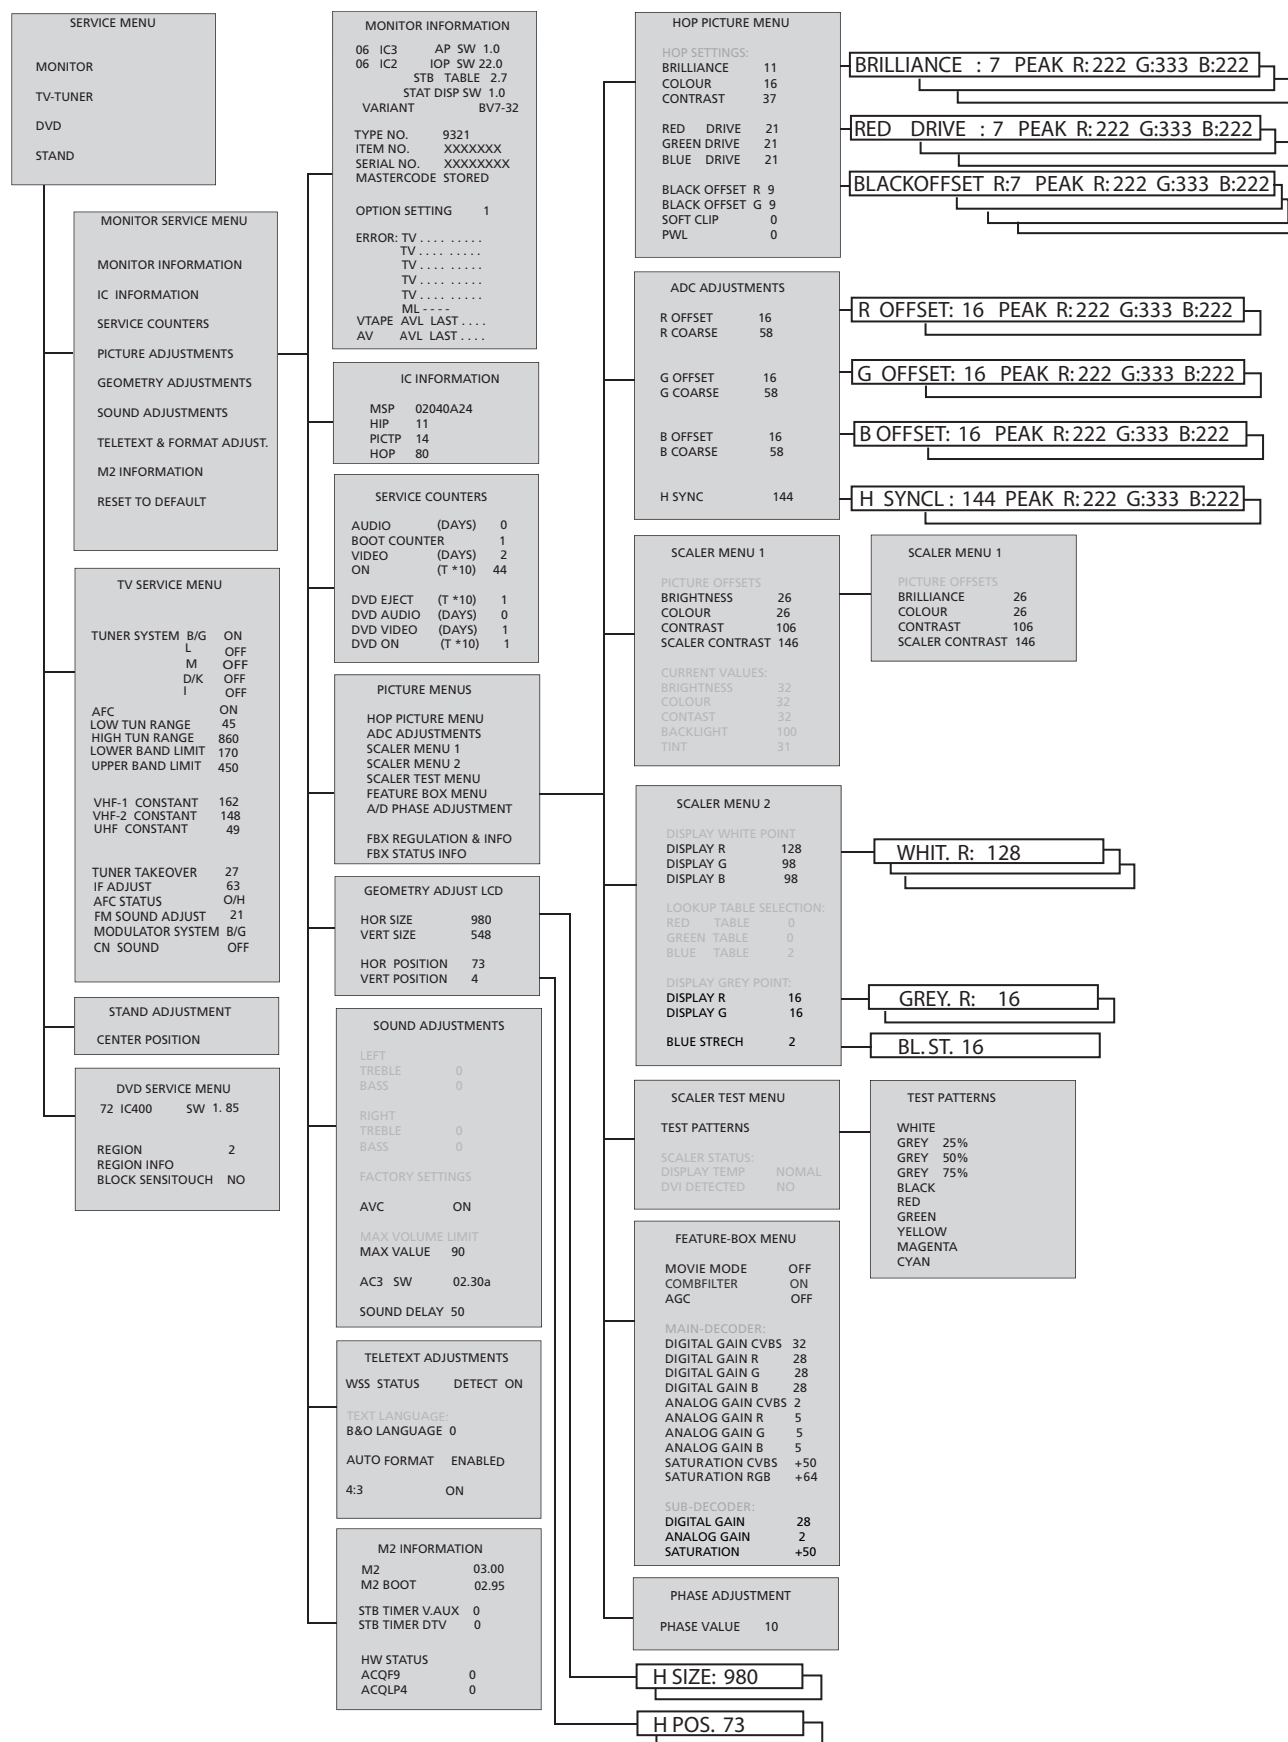 SERVICE MENU
MONITOR
TV-TUNER
DVD
STAND
MONITOR SERVICE MENU
MONITOR INFORMATION
IC INFORMATION
SERVICE COUNTERS
PICTURE ADJUSTMENTS
GEOMETRY ADJUSTMENTS
SOUND ADJUSTMENTS
TELETEXT & FORMAT ADJUST.
M2 INFORMATION
RESET TO DEFAULT
TV SERVICE MENU
TUNER SYSTEM B/G ON
L OFF
M OFF
D/K OFF
I OFF
AFC ON
LOW TUN RANGE 45
HIGH TUN RANGE 860
LOWER BAND LIMIT 170
UPPER BAND LIMIT 450
VHF-1 CONSTANT 162
VHF-2 CONSTANT 148
UHF CONSTANT 49
TUNER TAKEOVER 27
IF ADJUST 63
AFC STATUS O/H
FM SOUND ADJUST 21
MODULATOR SYSTEM B/G
CN SOUND OFF
STAND ADJUSTMENT
CENTER POSITION
DVD SERVICE MENU
72 IC400 SW 1. 85
REGION 2
REGION INFO
BLOCK SENSITOUCH NO
MONITOR INFORMATION
06 IC3 AP SW 1.0
06 IC2 IOP SW 22.0
STB TABLE 2.7
STAT DISP SW 1.0
VARIANT BV7-32
TYPE NO. 9321
ITEM NO. XXXXXXX
SERIAL NO. XXXXXXXX
MASTERCODE STORED
OPTION SETTING 1
ERROR: TV . . . . . . . . .
TV . . . . . . . . .
TV . . . . . . . . .
TV . . . . . . . . .
TV . . . . . . . . .
ML - - - -
VTAPE AVL LAST . . . .
AV AVL LAST . . . .
IC INFORMATION
MSP 02040A24
HIP 11
PICTP 14
HOP 80
SERVICE COUNTERS
AUDIO (DAYS) 0
BOOT COUNTER 1
VIDEO (DAYS) 2
ON (T *10) 44
DVD EJECT (T *10) 1
DVD AUDIO (DAYS) 0
DVD VIDEO (DAYS) 1
DVD ON (T *10) 1
PICTURE MENUS
HOP PICTURE MENU
ADC ADJUSTMENTS
SCALER MENU 1
SCALER MENU 2
SCALER TEST MENU
FEATURE BOX MENU
A/D PHASE ADJUSTMENT
FBX REGULATION & INFO
FBX STATUS INFO
GEOMETRY ADJUST LCD
HOR SIZE 980
VERT SIZE 548
HOR POSITION 73
VERT POSITION 4
SOUND ADJUSTMENTS
LEFT
TREBLE 0
BASS 0
RIGHT
TREBLE 0
BASS 0
FACTORY SETTINGS
AVC ON
MAX VOLUME LIMIT
MAX VALUE 90
AC3 SW 02.30a
SOUND DELAY 50
TELETEXT ADJUSTMENTS
WSS STATUS DETECT ON
TEXT LANGUAGE:
B&O LANGUAGE 0
AUTO FORMAT ENABLED
4:3 ON
M2 INFORMATION
M2 03.00
M2 BOOT 02.95
STB TIMER V.AUX 0
STB TIMER DTV 0
HW STATUS
ACQF9 0
ACQLP4 0
HOP PICTURE MENU
HOP SETTINGS:
BRILLIANCE 11
COLOUR 16
CONTRAST 37
RED DRIVE 21
GREEN DRIVE 21
BLUE DRIVE 21
BLACK OFFSET R 9
BLACK OFFSET G 9
SOFT CLIP 0
PWL 0
BRILLIANCE : 7 PEAK R:222 G:333 B:222
RED DRIVE : 7 PEAK R:222 G:333 B:222
BLACKOFFSET R:7 PEAK R:222 G:333 B:222
ADC ADJUSTMENTS
R OFFSET 16
R COARSE 58
G OFFSET 16
G COARSE 58
B OFFSET 16
B COARSE 58
H SYNC 144
R OFFSET: 16 PEAK R:222 G:333 B:222
G OFFSET: 16 PEAK R:222 G:333 B:222
B OFFSET: 16 PEAK R:222 G:333 B:222
H SYNCL : 144 PEAK R:222 G:333 B:222
SCALER MENU 1
PICTURE OFFSETS
BRIGHTNESS 26
COLOUR 26
CONTRAST 106
SCALER CONTRAST 146
CURRENT VALUES:
BRIGHTNESS 32
COLOUR 32
CONTAST 32
BACKLIGHT 100
TINT 31
SCALER MENU 1
PICTURE OFFSETS
BRILLIANCE 26
COLOUR 26
CONTRAST 106
SCALER CONTRAST 146
SCALER MENU 2
DISPLAY WHITE POINT
DISPLAY R 128
DISPLAY G 98
DISPLAY B 98
LOOKUP TABLE SELECTION:
RED TABLE 0
GREEN TABLE 0
BLUE TABLE 2
DISPLAY GREY POINT:
DISPLAY R 16
DISPLAY G 16
BLUE STRECH 2
WHIT. R: 128
GREY. R: 16
BL. ST. 16
SCALER TEST MENU
TEST PATTERNS
SCALER STATUS:
DISPLAY TEMP NOMAL
DVI DETECTED NO
TEST PATTERNS
WHITE
GREY 25%
GREY 50%
GREY 75%
BLACK
RED
GREEN
YELLOW
MAGENTA
CYAN
FEATURE-BOX MENU
MOVIE MODE OFF
COMBFILTER ON
AGC OFF
MAIN-DECODER:
DIGITAL GAIN CVBS 32
DIGITAL GAIN R 28
DIGITAL GAIN G 28
DIGITAL GAIN B 28
ANALOG GAIN CVBS 2
ANALOG GAIN R 5
ANALOG GAIN G 5
ANALOG GAIN B 5
SATURATION CVBS +50
SATURATION RGB +64
SUB-DECODER:
DIGITAL GAIN 28
ANALOG GAIN 2
SATURATION +50
PHASE ADJUSTMENT
PHASE VALUE 10
H SIZE: 980
H POS. 73